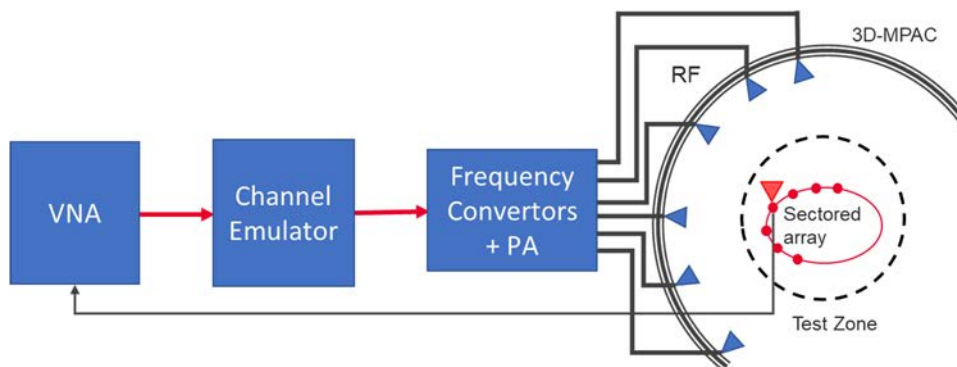 VNA
Channel
Emulator
Frequency
Convertors
+ PA
RF
3D-MPAC
Sectored
array
Test Zone